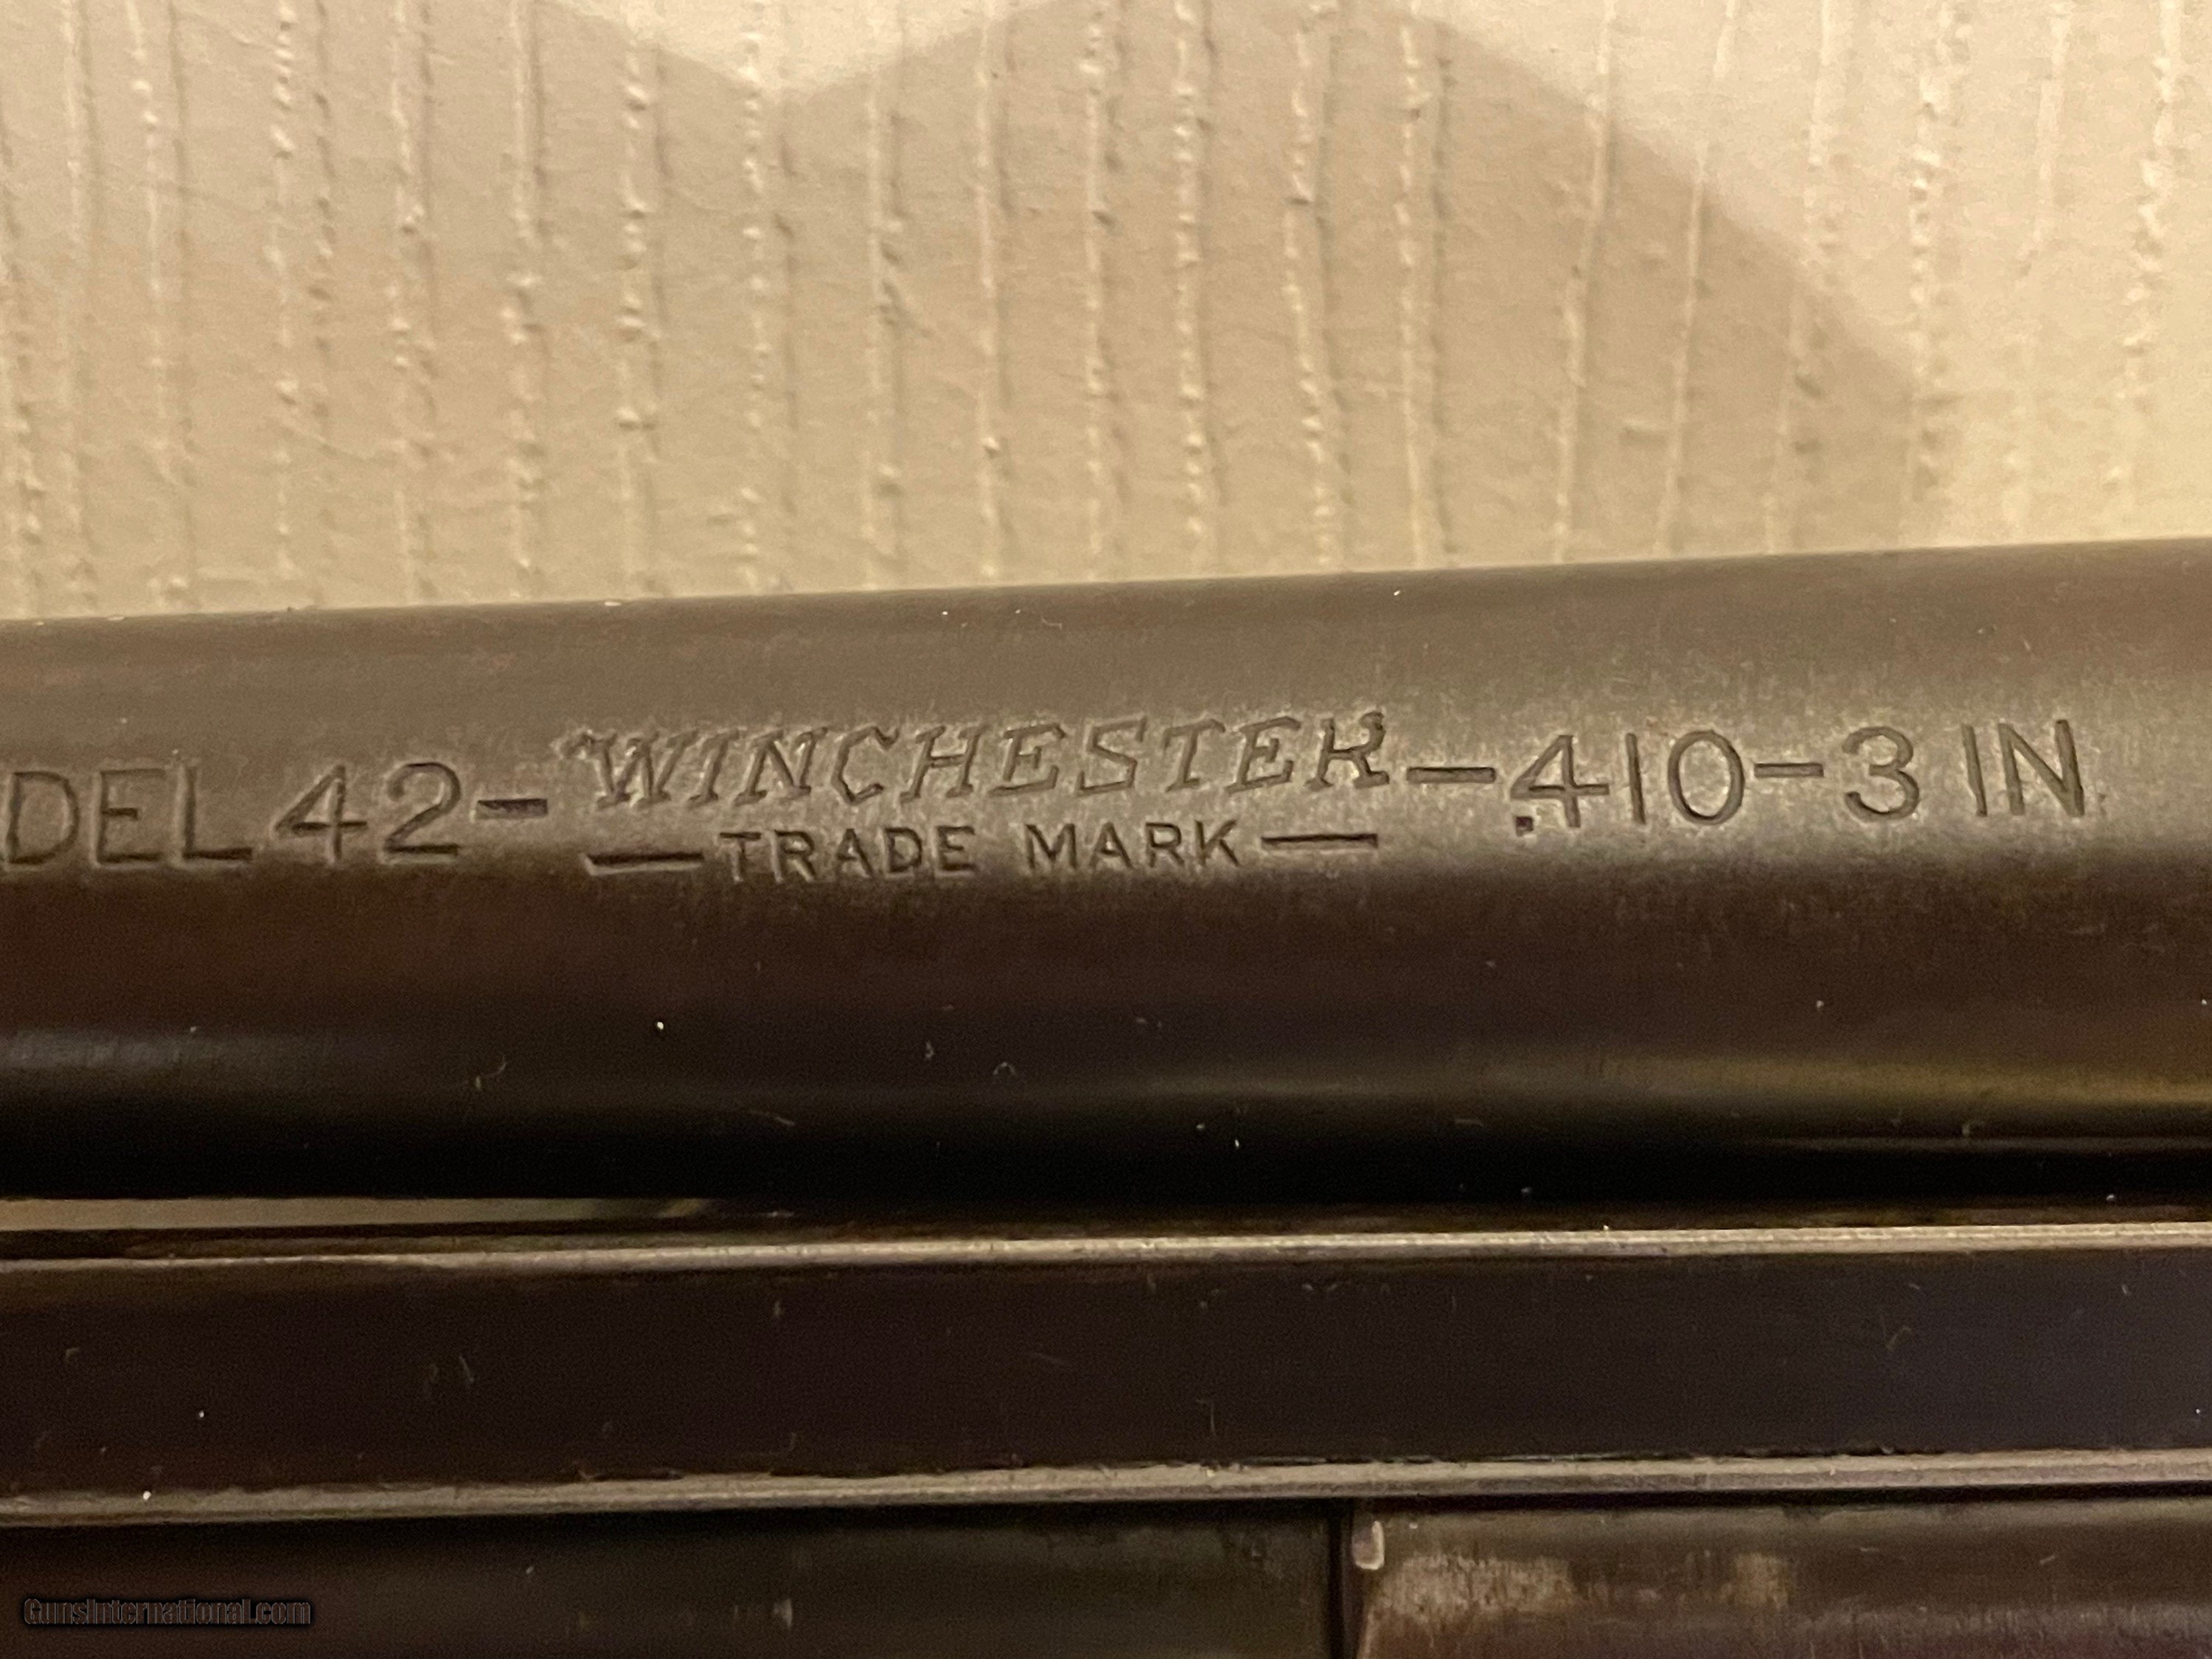 DEL 42-WINCHESTER-.410-3 IN
-TRADE MARK-
GunsInternational.com